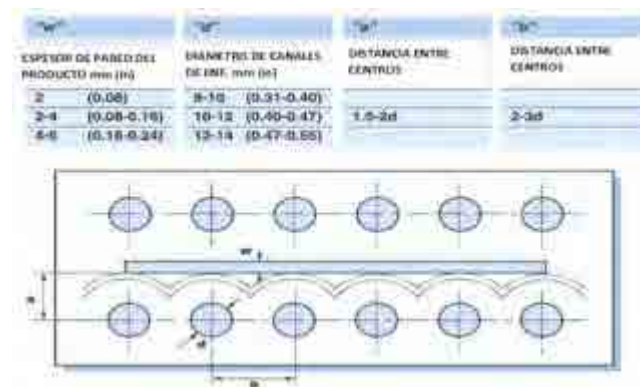 "w" "d" "a" "b"
ESPESOR DE PARED DEL PRODUCTO mm (in)
DIAMETRO DE CANALES DE ENF. mm (in)
DISTANCIA ENTRE CENTROS
DISTANCIA ENTRE CENTROS
2 (0.08) 8-10 (0.31-0.40)
2-4 (0.08-0.16) 10-12 (0.40-0.47) 1.5-2d 2-3d
4-6 (0.16-0.24) 12-14 (0.47-0.55)
w
a
d
b